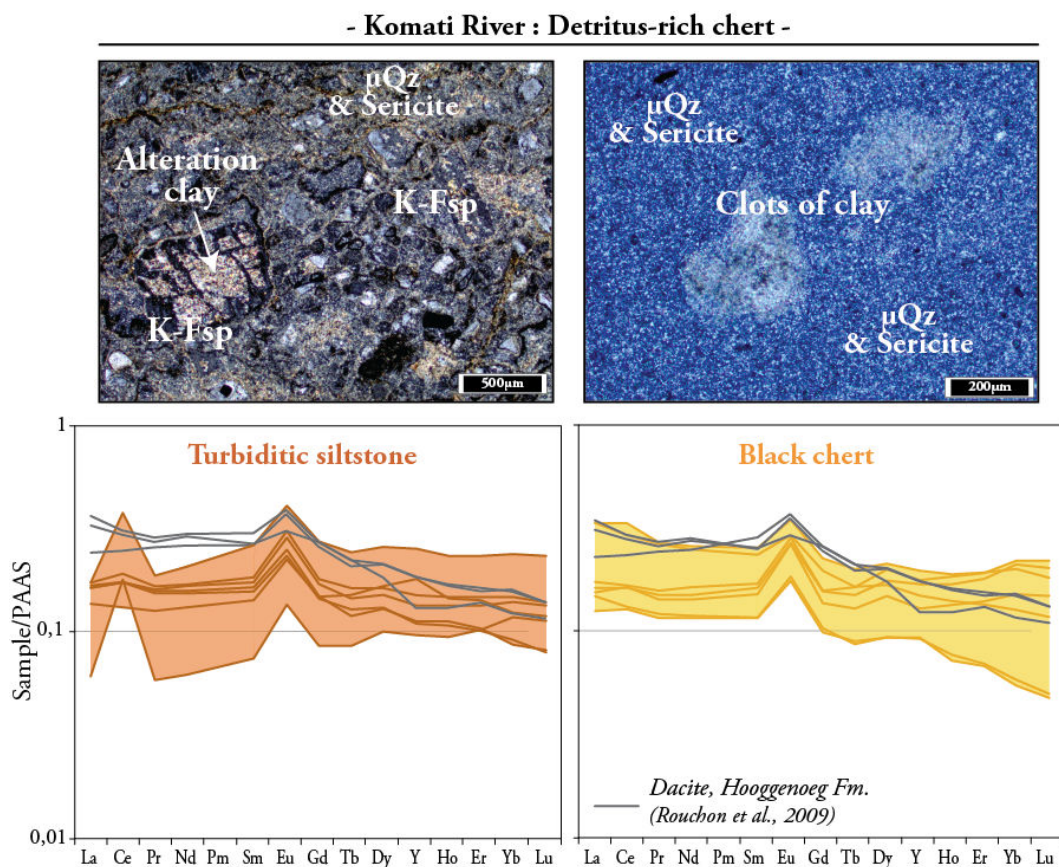 - Komati River : Detritus-rich chert -
µQz
& Sericite
Alteration
clay
K-Fsp
K-Fsp
500µm
µQz
& Sericite
Clots of clay
µQz
& Sericite
200µm
Turbiditic siltstone
Black chert
Sample/PAAS
1
0,1
0,01
Dacite, Hooggenoeg Fm.
(Rouchon et al., 2009)
La Ce Pr Nd Pm Sm Eu Gd Tb Dy Y Ho Er Yb Lu
La Ce Pr Nd Pm Sm Eu Gd Tb Dy Y Ho Er Yb Lu